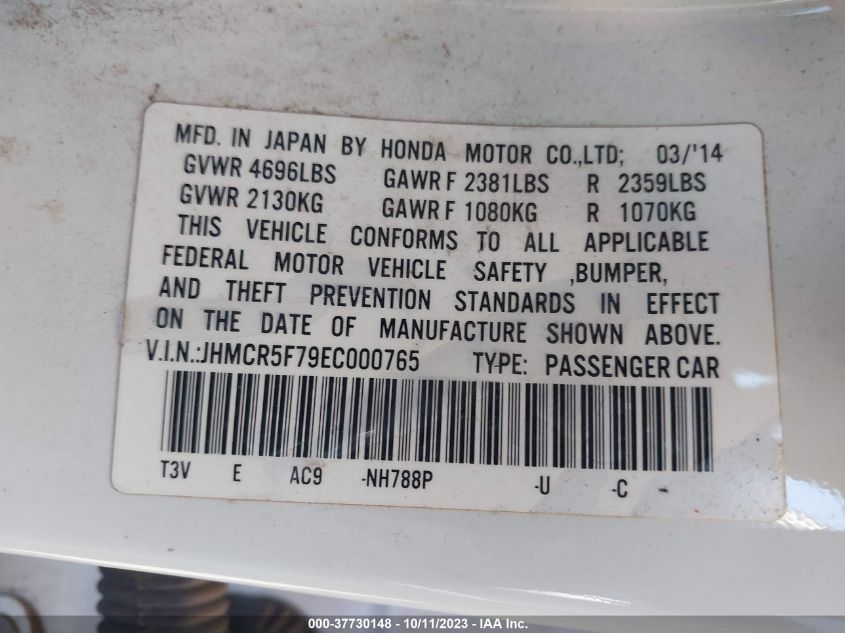 MFD. IN JAPAN BY HONDA MOTOR CO.,LTD; 03/'14
GVWR 4696LBS GAWR F 2381LBS R 2359LBS
GVWR 2130KG GAWR F 1080KG R 1070KG
THIS VEHICLE CONFORMS TO ALL APPLICABLE
FEDERAL MOTOR VEHICLE SAFETY ,BUMPER,
AND THEFT PREVENTION STANDARDS IN EFFECT
ON THE DATE OF MANUFACTURE SHOWN ABOVE.
V.I.N.:JHMCR5F79EC000765 TYPE: PASSENGER CAR
T3V E AC9 -NH788P -U -C -
000-37730148 - 10/11/2023 - IAA Inc.